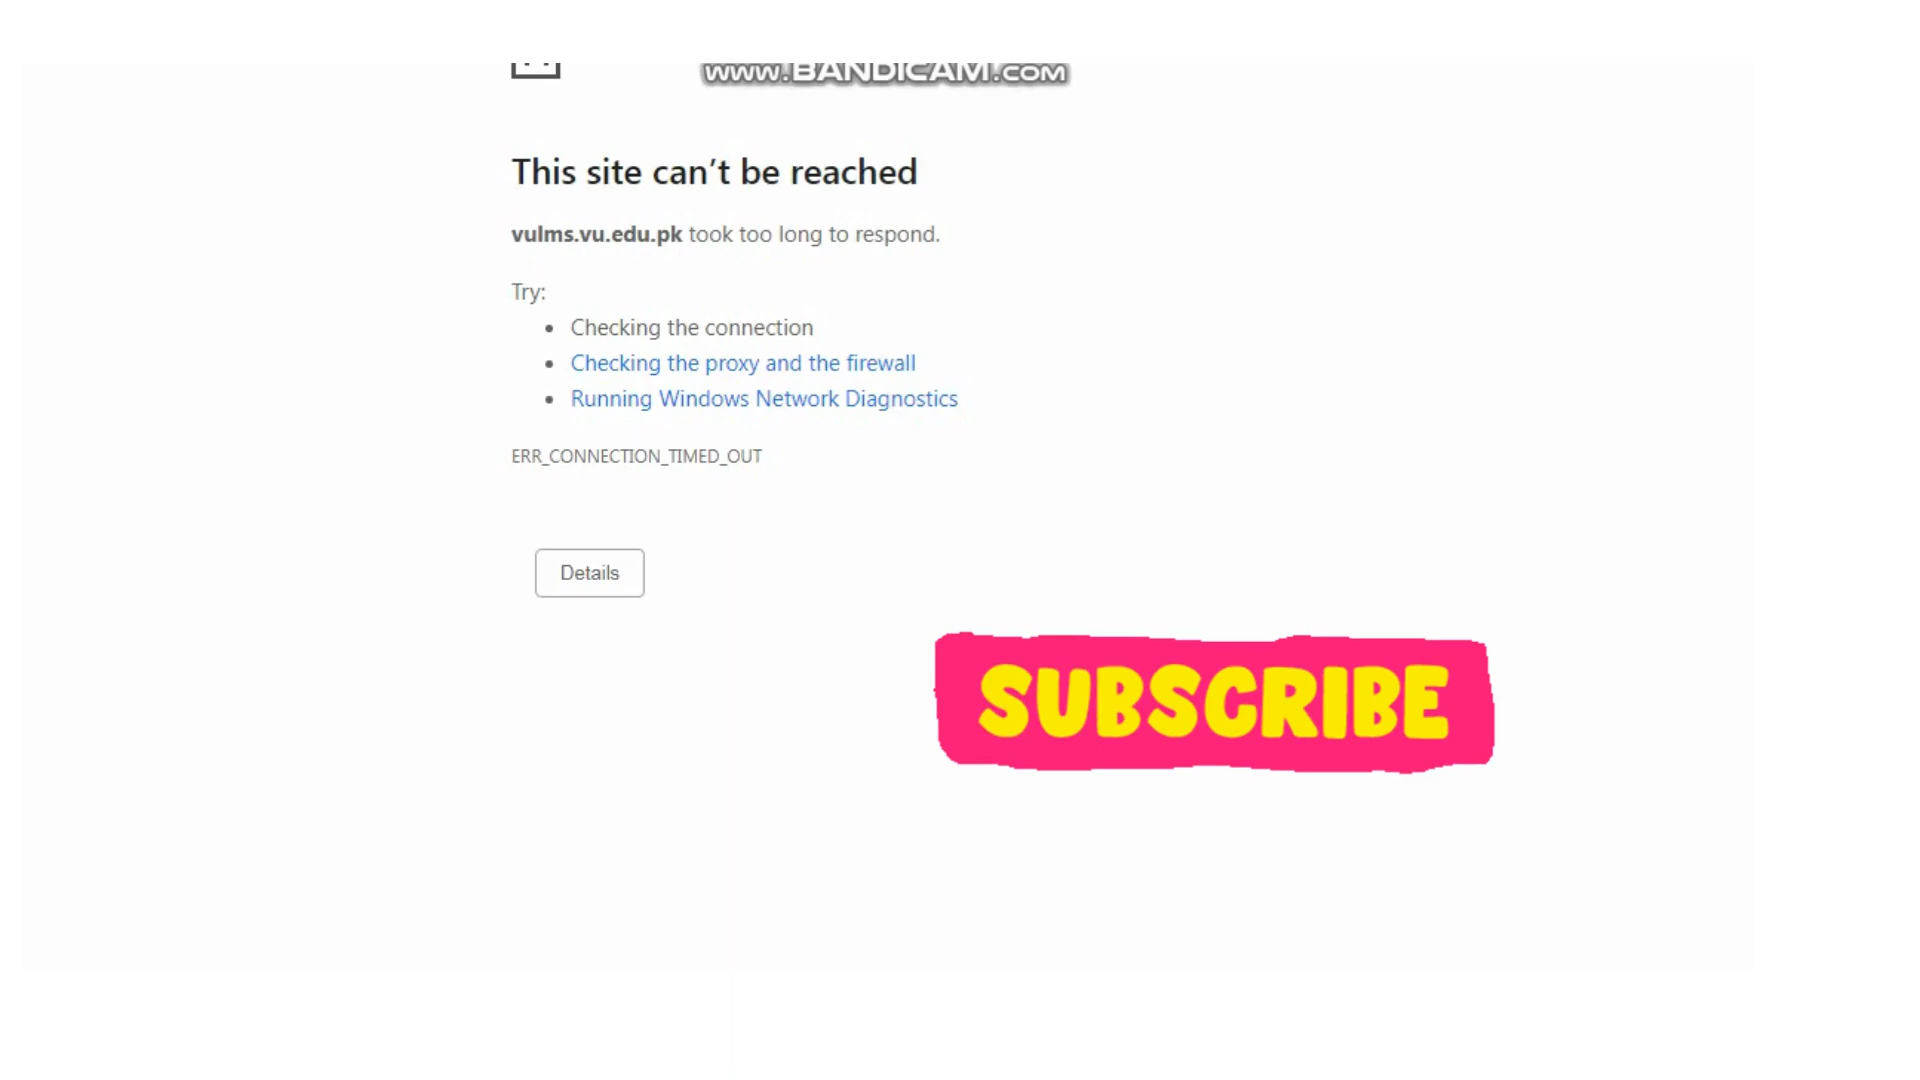 www.BANDICAM.com
This site can’t be reached
vulms.vu.edu.pk took too long to respond.
Try:
• Checking the connection
• Checking the proxy and the firewall
• Running Windows Network Diagnostics
ERR_CONNECTION_TIMED_OUT
Details
SUBSCRIBE